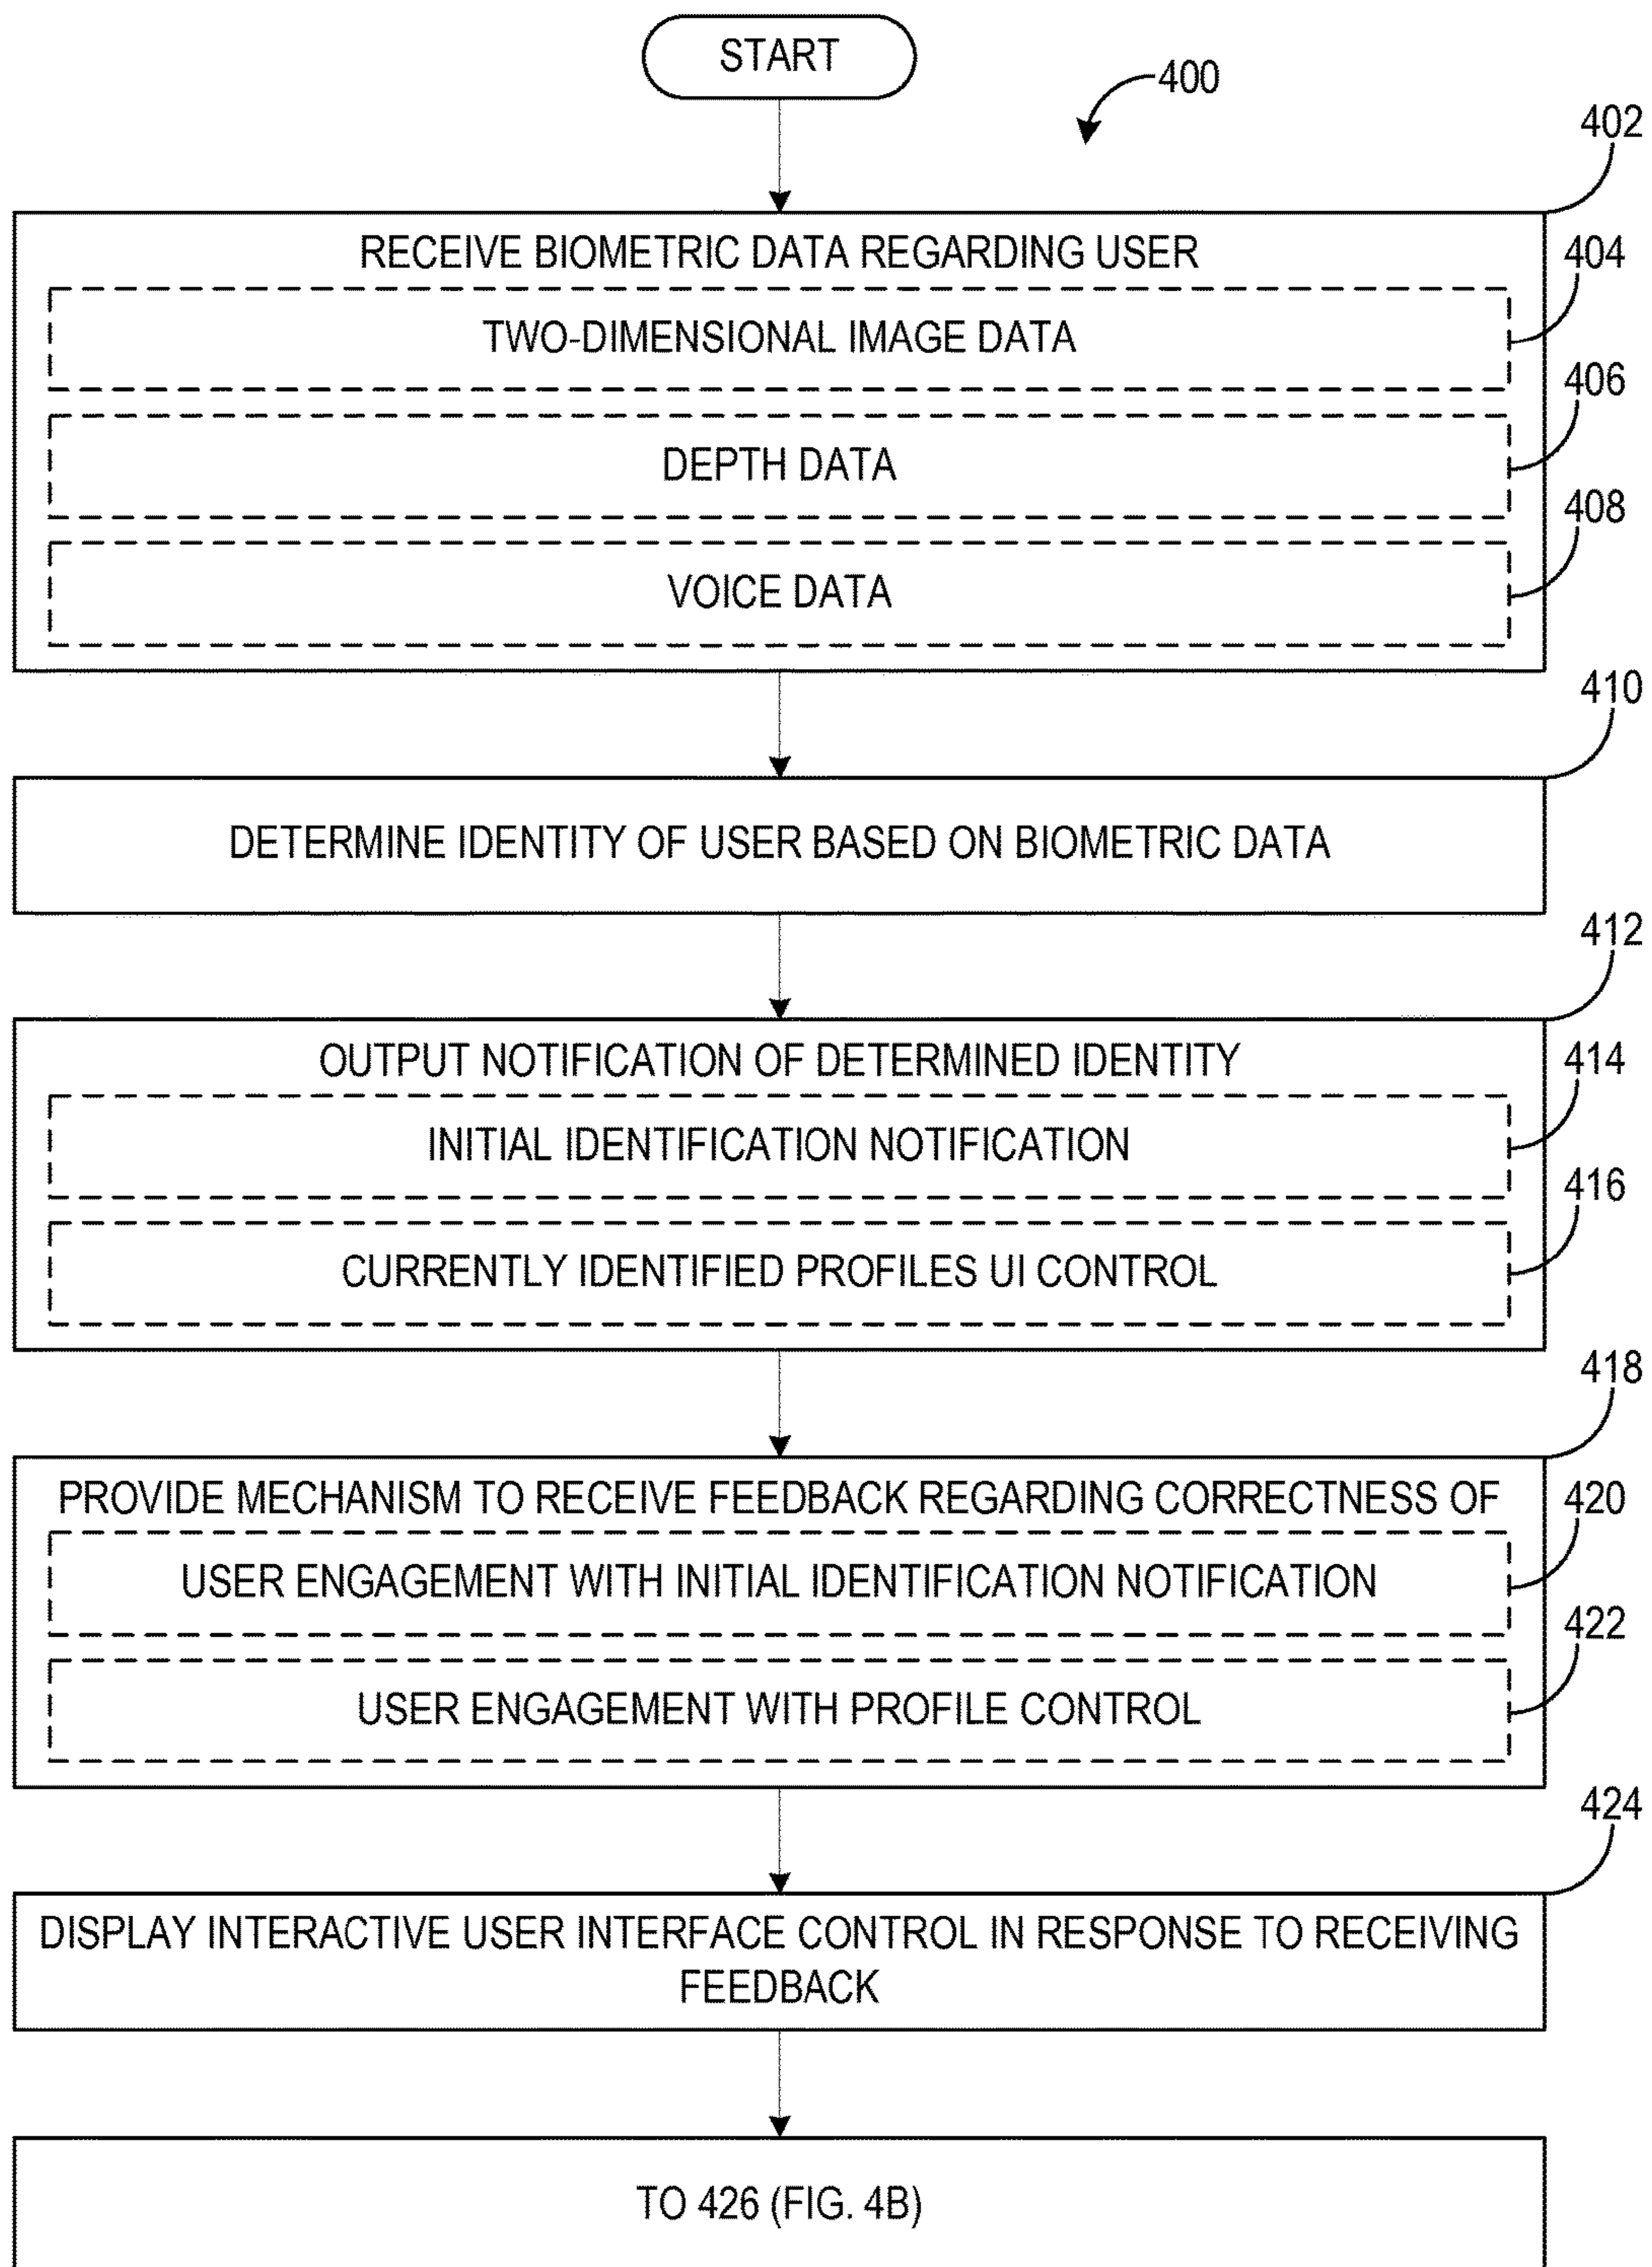 START
400
402
RECEIVE BIOMETRIC DATA REGARDING USER
404
TWO-DIMENSIONAL IMAGE DATA
406
DEPTH DATA
408
VOICE DATA
410
DETERMINE IDENTITY OF USER BASED ON BIOMETRIC DATA
412
OUTPUT NOTIFICATION OF DETERMINED IDENTITY
414
INITIAL IDENTIFICATION NOTIFICATION
416
CURRENTLY IDENTIFIED PROFILES UI CONTROL
418
PROVIDE MECHANISM TO RECEIVE FEEDBACK REGARDING CORRECTNESS OF
420
USER ENGAGEMENT WITH INITIAL IDENTIFICATION NOTIFICATION
422
USER ENGAGEMENT WITH PROFILE CONTROL
424
DISPLAY INTERACTIVE USER INTERFACE CONTROL IN RESPONSE TO RECEIVING
FEEDBACK
TO 426 (FIG. 4B)